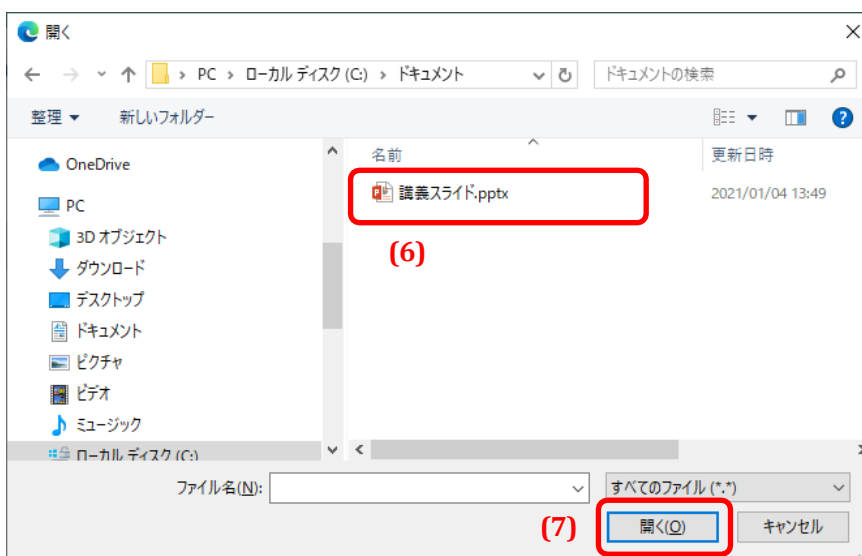 開く
PC › ローカル ディスク (C:) › ドキュメント
ドキュメントの検索
整理
新しいフォルダー
名前
更新日時
OneDrive
講義スライド.pptx
2021/01/04 13:49
PC
3D オブジェクト
(6)
ダウンロード
デスクトップ
ドキュメント
ピクチャ
ビデオ
ミュージック
ローカル ディスク (C:)
ファイル名(N):
すべてのファイル (*.*)
(7)
開く(O)
キャンセル